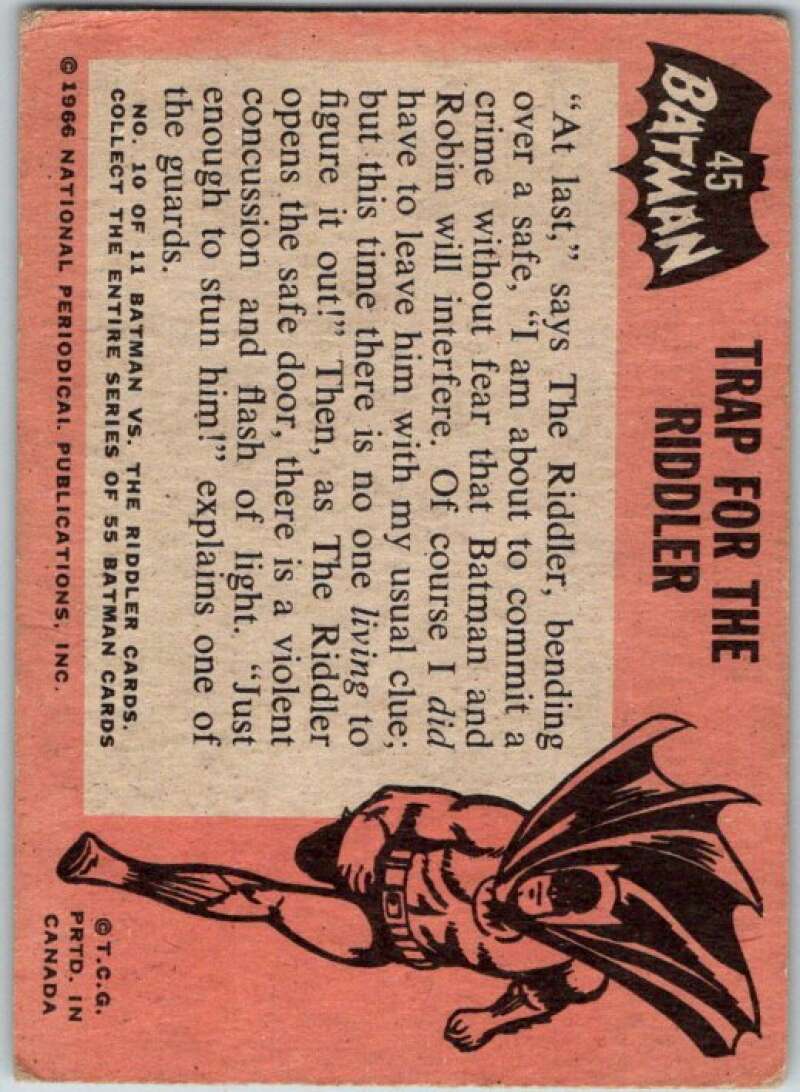 45
BATMAN
TRAP FOR THE
RIDDLER
“At last,” says The Riddler, bending
over a safe, “I am about to commit a
crime without fear that Batman and
Robin will interfere. Of course I did
have to leave him with my usual clue;
but this time there is no one living to
figure it out!” Then, as The Riddler
opens the safe door, there is a violent
concussion and flash of light. “Just
enough to stun him!” explains one of
the guards.
NO. 10 OF 11 BATMAN VS. THE RIDDLER CARDS.
COLLECT THE ENTIRE SERIES OF 55 BATMAN CARDS
©1966 NATIONAL PERIODICAL PUBLICATIONS, INC.
©T.C.G.
PRTD. IN
CANADA